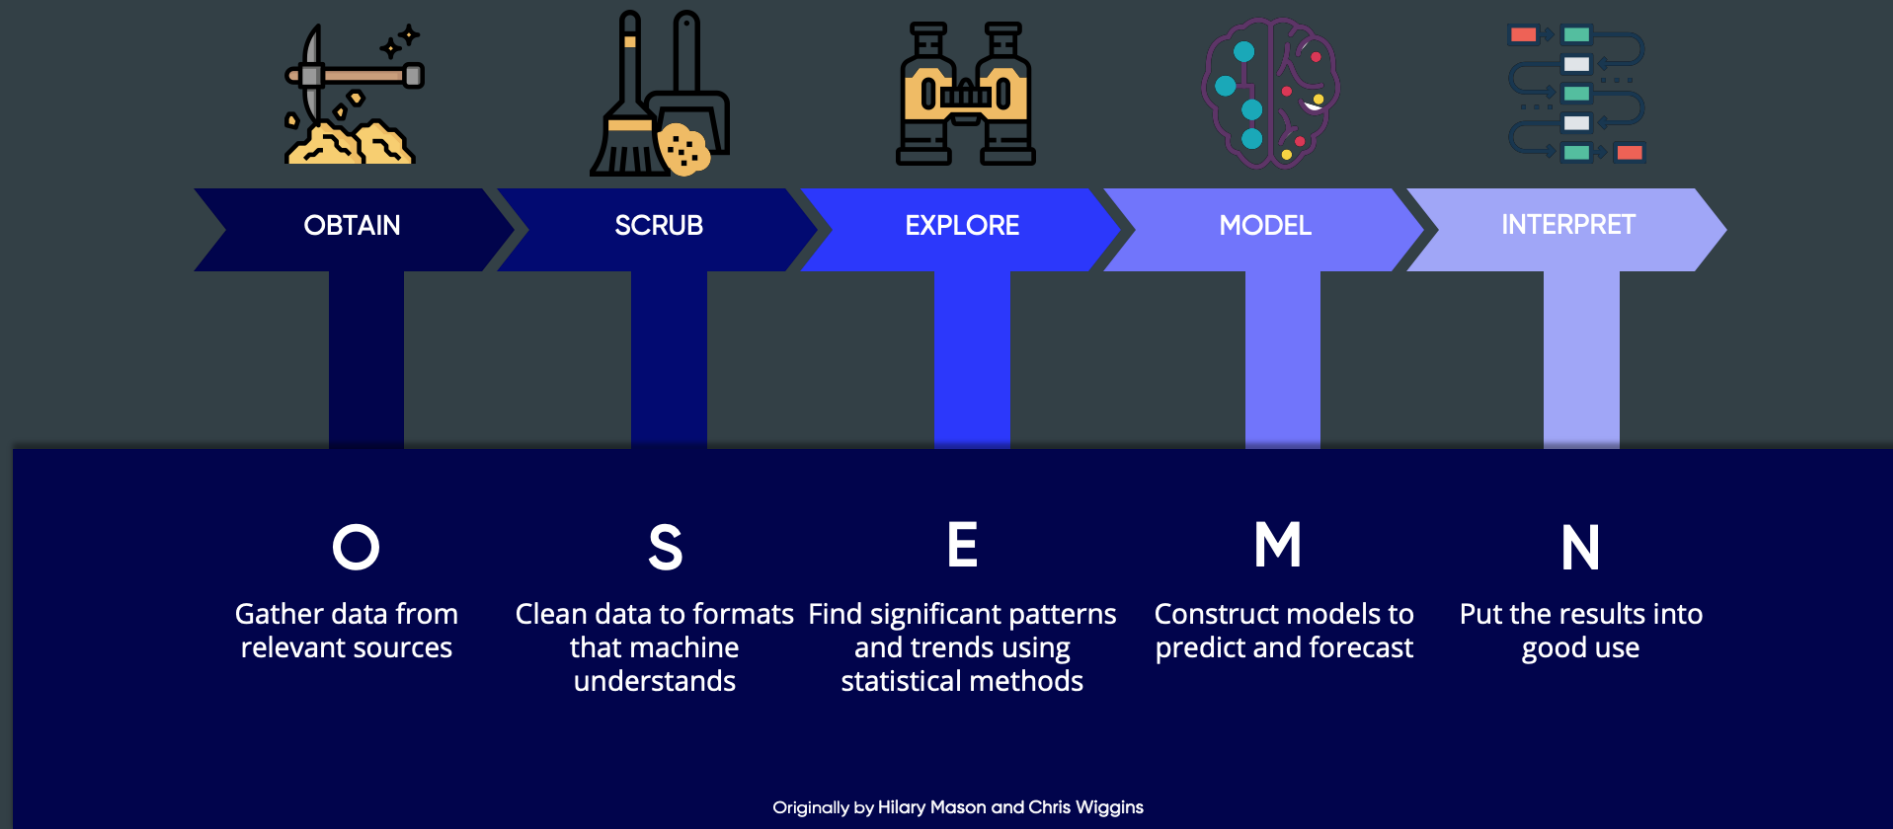 OBTAIN
SCRUB
EXPLORE
MODEL
INTERPRET
O
S
E
M
N
Gather data from
relevant sources
Clean data to formats
that machine
understands
Find significant patterns
and trends using
statistical methods
Construct models to
predict and forecast
Put the results into
good use
Originally by Hilary Mason and Chris Wiggins